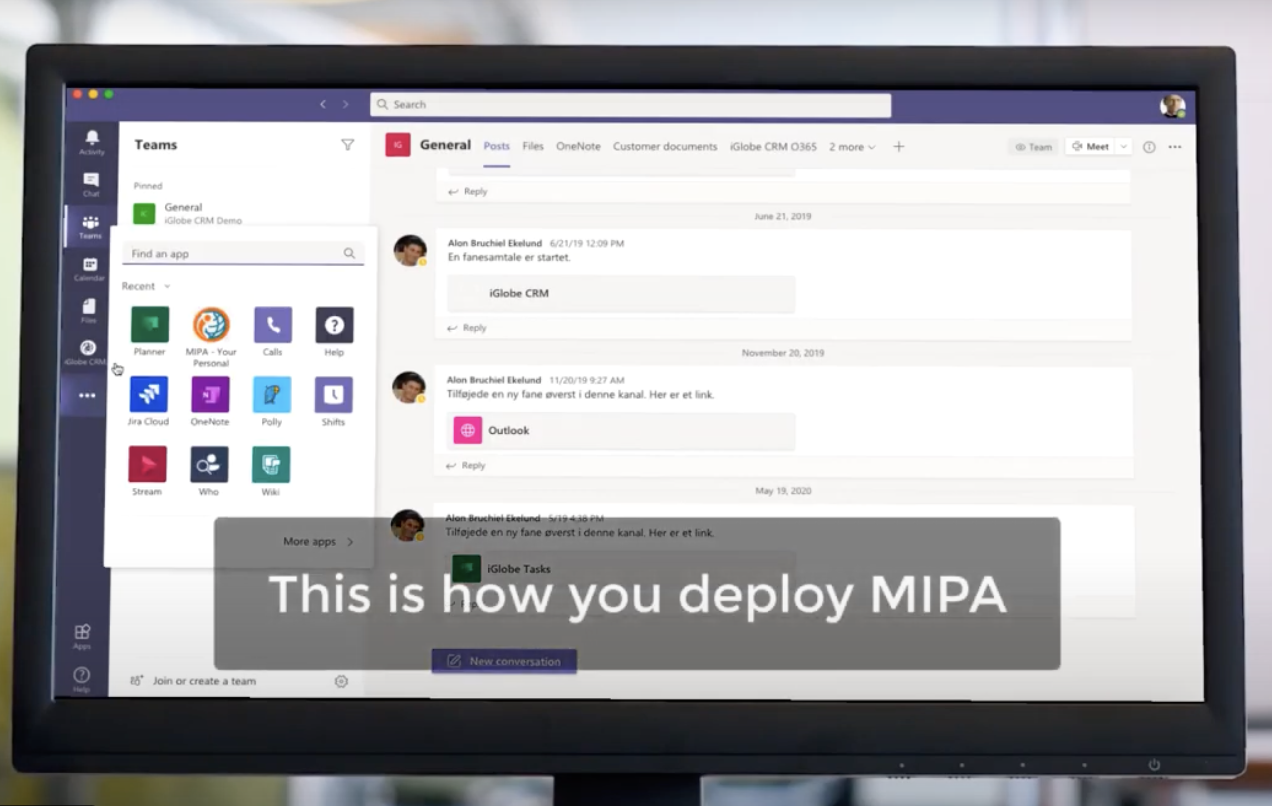 Search
Activity
Chat
Teams
Calendar
Files
iGlobe CRM
Apps
Help
Teams
Pinned
General
iGlobe CRM Demo
Find an app
Recent
Planner
MIPA - Your
Personal
Calls
Help
Jira Cloud
OneNote
Polly
Shifts
Stream
Who
Wiki
More apps
Join or create a team
IG
General
Posts
Files
OneNote
Customer documents
iGlobe CRM O365
2 more
Team
Meet
Reply
June 21, 2019
Alon Bruchiel Ekelund 6/21/19 12:09 PM
En fanesamtale er startet.
iGlobe CRM
Reply
November 20, 2019
Alon Bruchiel Ekelund 11/20/19 9:27 AM
Tilføjede en ny fane øverst i denne kanal. Her er et link.
Outlook
Reply
May 19, 2020
Alon Bruchiel Ekelund 5/19 4:38 PM
Tilføjede en ny fane øverst i denne kanal. Her er et link.
iGlobe Tasks
This is how you deploy MIPA
New conversation